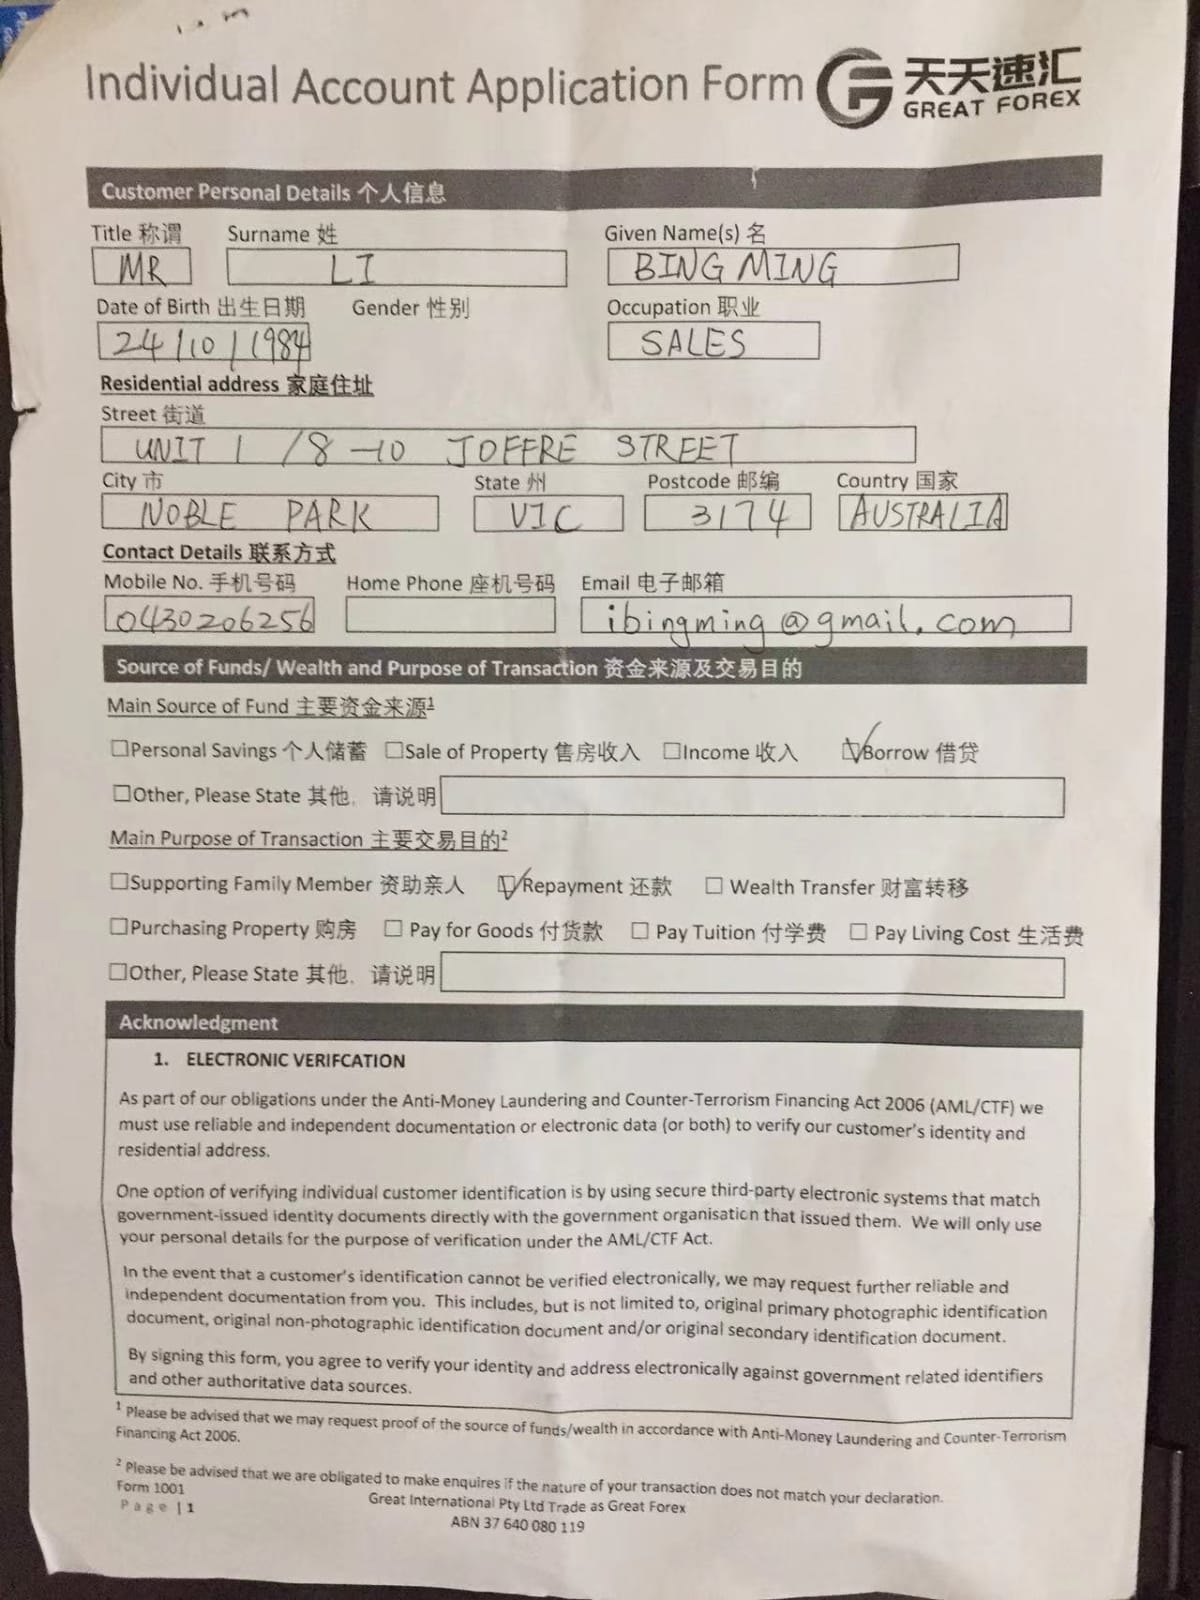 Individual Account Application Form
天天速汇
GREAT FOREX
Customer Personal Details 个人信息
Title 称谓 Surname 姓 Given Name(s) 名
MR LI BING MING
Date of Birth 出生日期 Gender 性别 Occupation 职业
24/10/1984 SALES
Residential address 家庭住址
Street 街道
UNIT 1 /8-10 JOFFRE STREET
City 市 State 州 Postcode 邮编 Country 国家
NOBLE PARK VIC 3174 AUSTRALIA
Contact Details 联系方式
Mobile No. 手机号码 Home Phone 座机号码 Email 电子邮箱
0430206256 ibingming@gmail.com
Source of Funds/ Wealth and Purpose of Transaction 资金来源及交易目的
Main Source of Fund 主要资金来源1
☐Personal Savings 个人储蓄 ☐Sale of Property 售房收入 ☐Income 收入 ☑Borrow 借贷
☐Other, Please State 其他，请说明
Main Purpose of Transaction 主要交易目的2
☐Supporting Family Member 资助亲人 ☑Repayment 还款 ☐ Wealth Transfer 财富转移
☐Purchasing Property 购房 ☐ Pay for Goods 付货款 ☐ Pay Tuition 付学费 ☐ Pay Living Cost 生活费
☐Other, Please State 其他，请说明
Acknowledgment
1. ELECTRONIC VERIFCATION
As part of our obligations under the Anti-Money Laundering and Counter-Terrorism Financing Act 2006 (AML/CTF) we
must use reliable and independent documentation or electronic data (or both) to verify our customer's identity and
residential address.
One option of verifying individual customer identification is by using secure third-party electronic systems that match
government-issued identity documents directly with the government organisation that issued them. We will only use
your personal details for the purpose of verification under the AML/CTF Act.
In the event that a customer's identification cannot be verified electronically, we may request further reliable and
independent documentation from you. This includes, but is not limited to, original primary photographic identification
document, original non-photographic identification document and/or original secondary identification document.
By signing this form, you agree to verify your identity and address electronically against government related identifiers
and other authoritative data sources.
1 Please be advised that we may request proof of the source of funds/wealth in accordance with Anti-Money Laundering and Counter-Terrorism
Financing Act 2006.
2 Please be advised that we are obligated to make enquires if the nature of your transaction does not match your declaration.
Form 1001
Great International Pty Ltd Trade as Great Forex
Page | 1
ABN 37 640 080 119